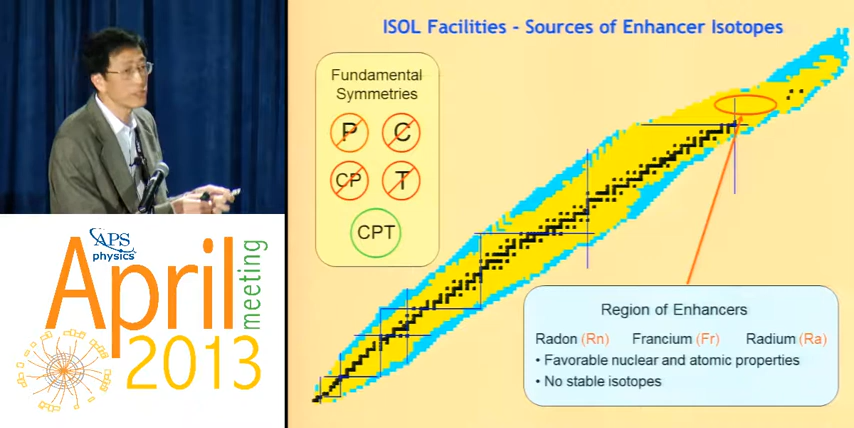 ISOL Facilities - Sources of Enhancer Isotopes
Fundamental
Symmetries
P
C
CP
T
CPT
Region of Enhancers
Radon (Rn) Francium (Fr) Radium (Ra)
• Favorable nuclear and atomic properties
• No stable isotopes
APS
physics
April
meeting
2013